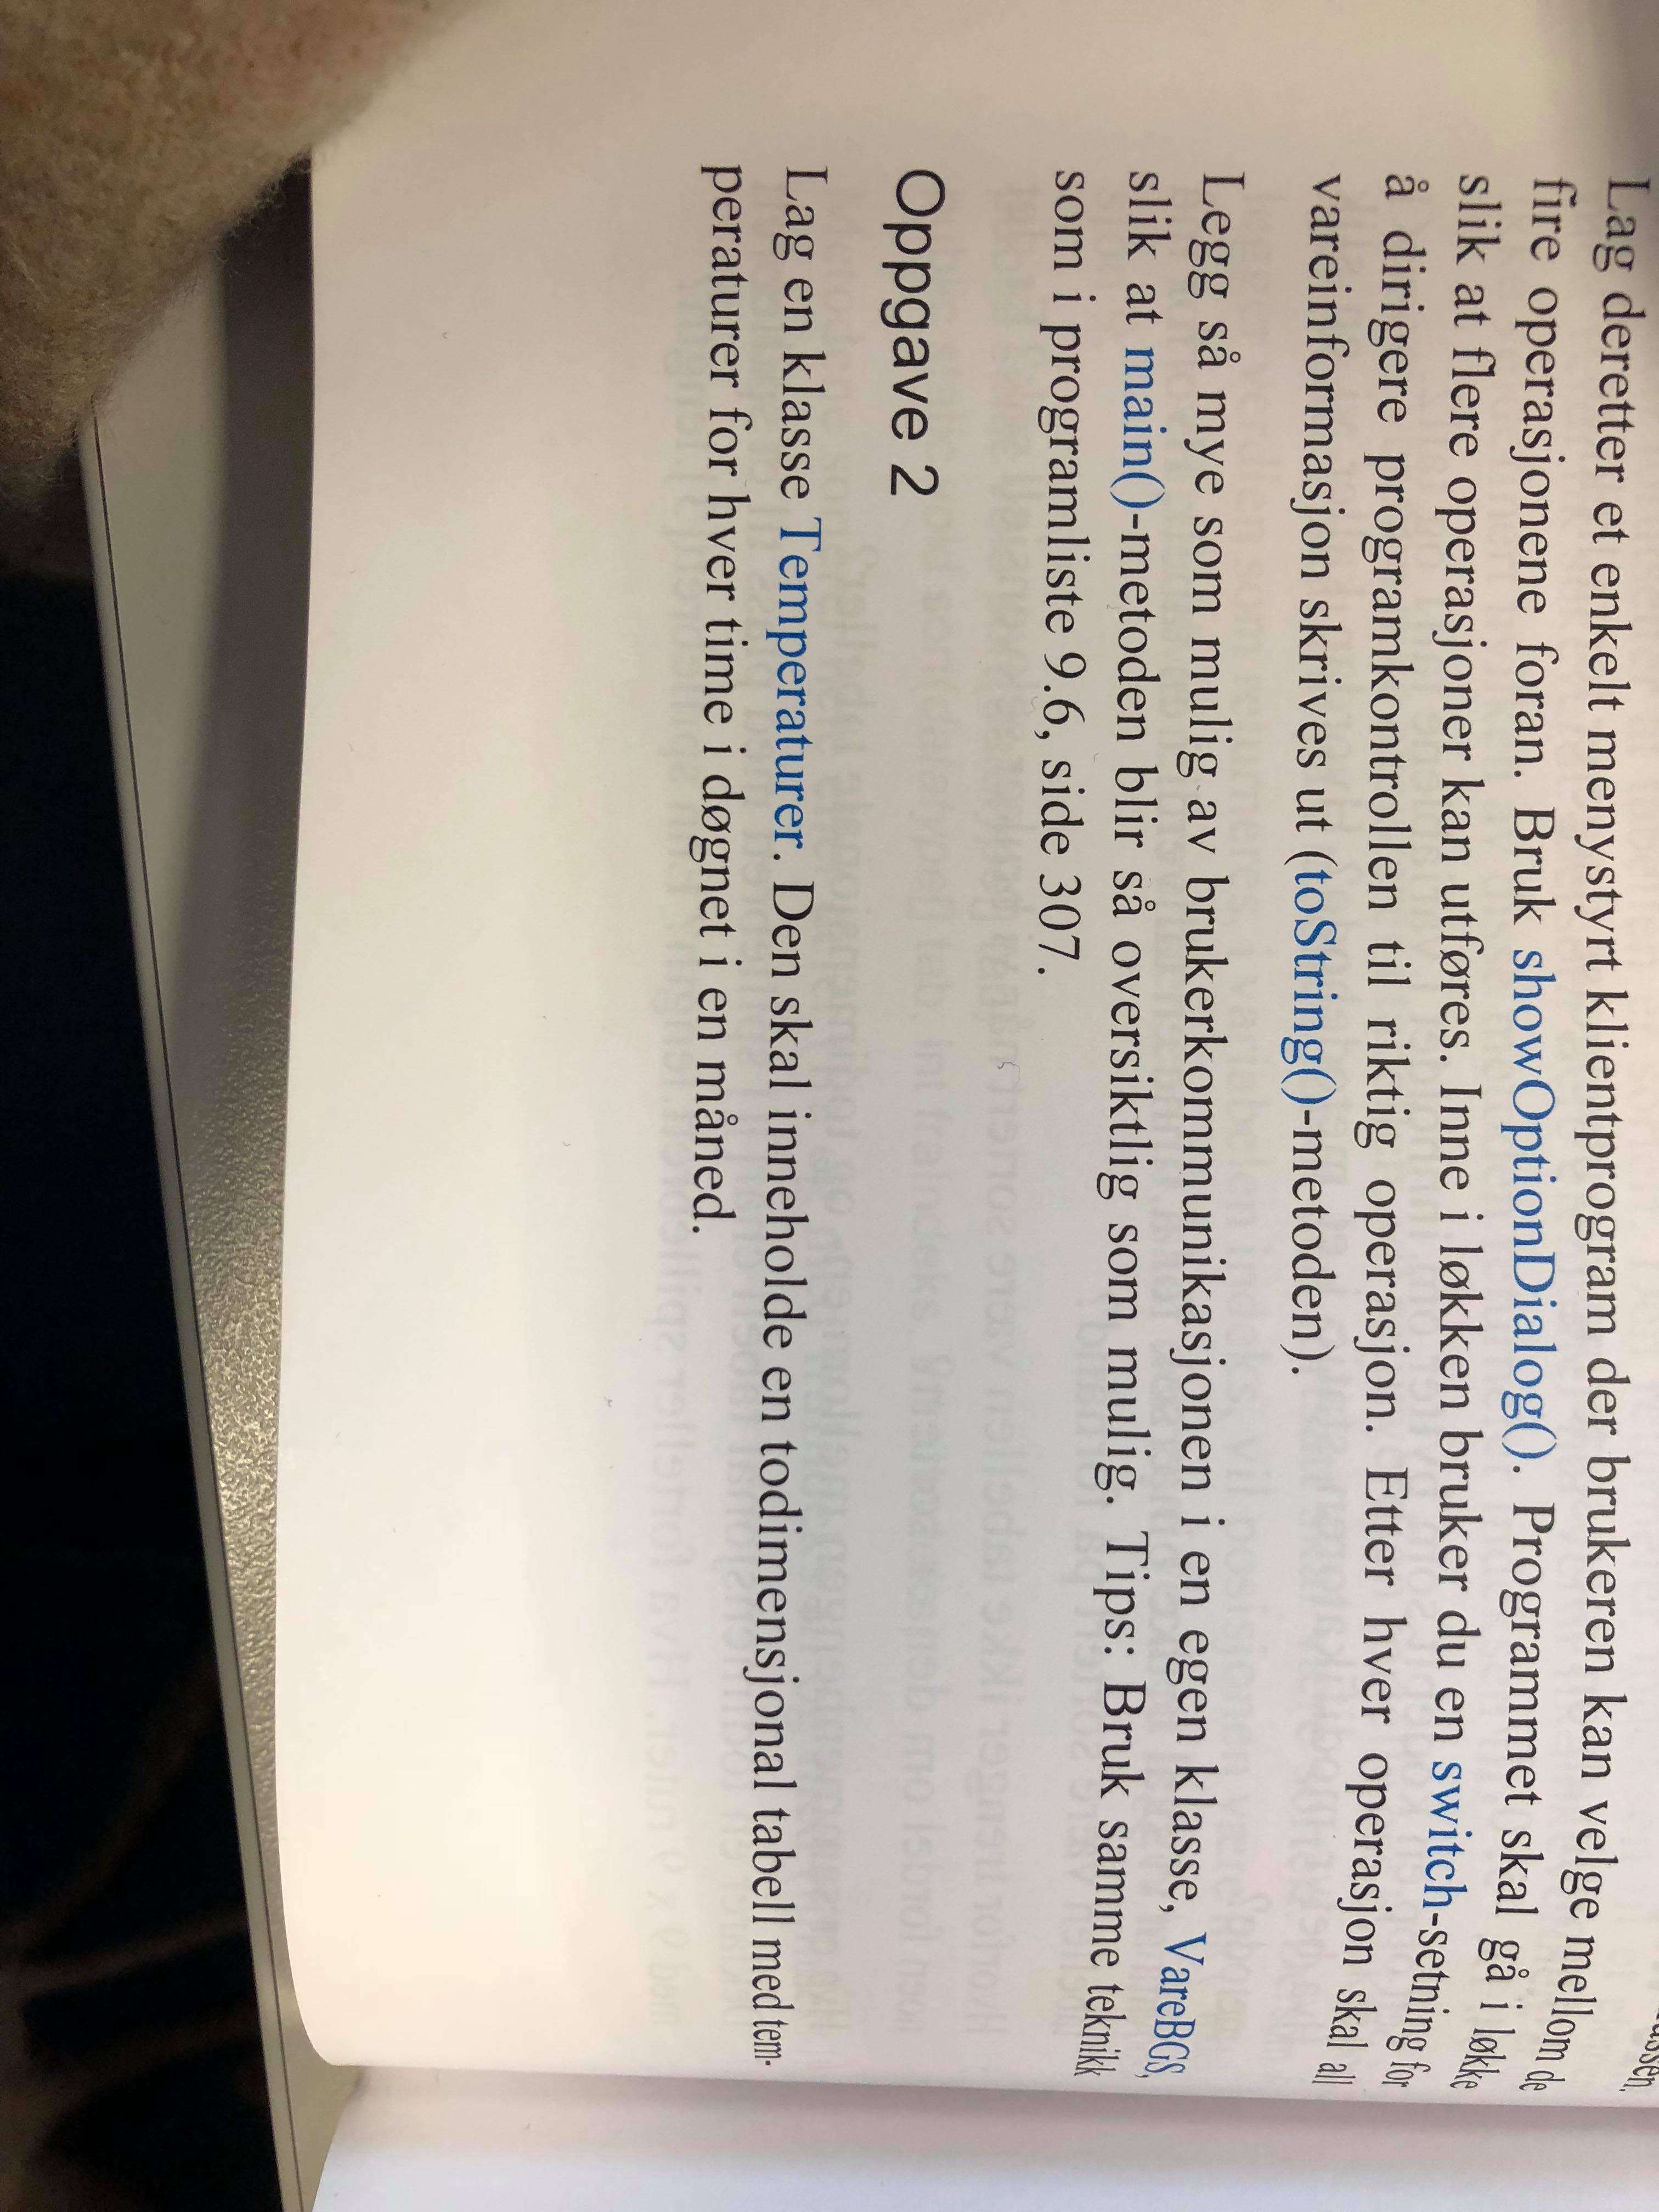 Lag deretter et enkelt menystyrt klientprogram der brukeren kan velge mellom de
fire operasjonene foran. Bruk showOptionDialog(). Programmet skal gå i løkke
slik at flere operasjoner kan utføres. Inne i løkken bruker du en switch-setning for
å dirigere programkontrollen til riktig operasjon. Etter hver operasjon skal all
vareinformasjon skrives ut (toString()-metoden).
Legg så mye som mulig av brukerkommunikasjonen i en egen klasse, VareBGS,
slik at main()-metoden blir så oversiktlig som mulig. Tips: Bruk samme teknikk
som i programliste 9.6, side 307.
Oppgave 2
Lag en klasse Temperaturer. Den skal inneholde en todimensjonal tabell med tem-
peraturer for hver time i døgnet i en måned.